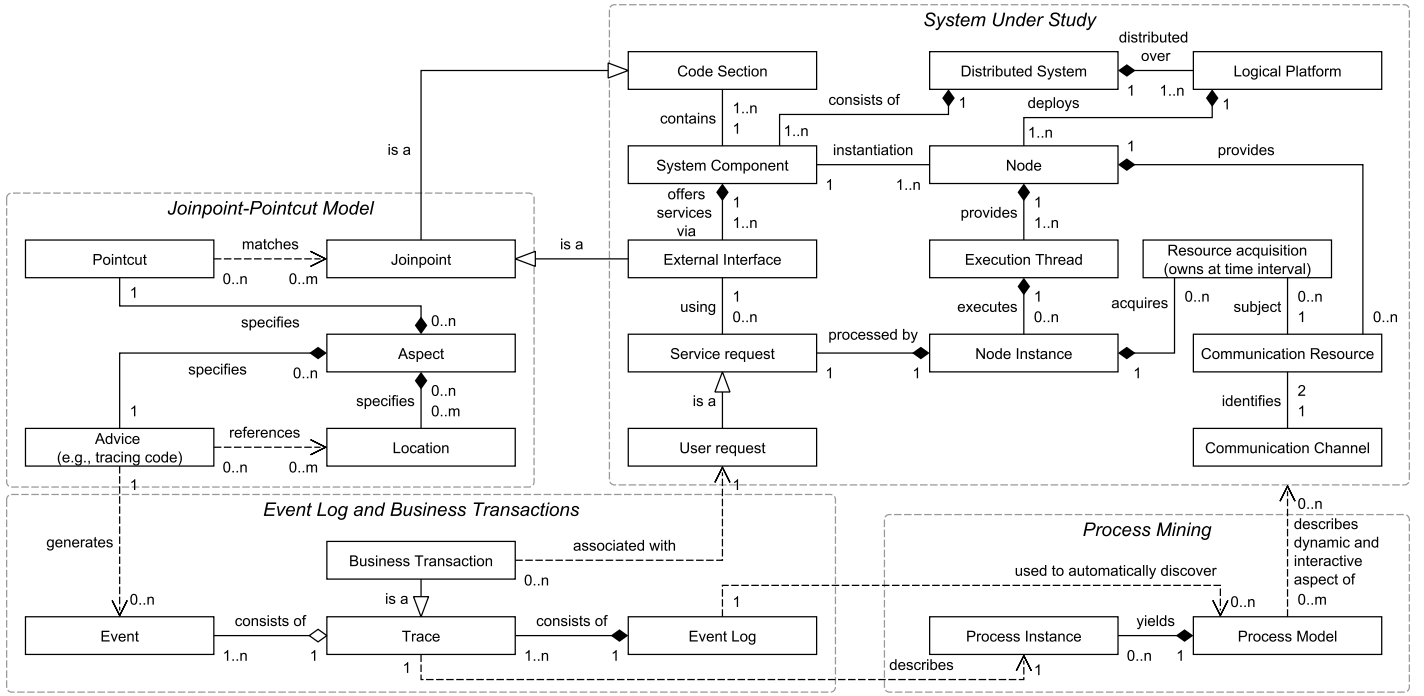 System Under Study
distributed
over
Code Section
Distributed System
Logical Platform
1
1..n
contains
1..n
1
consists of
1
1..n
deploys
1
1..n
is a
System Component
instantiation
1
1..n
Node
1
provides
offers
services
via
1
1..n
provides
1
1..n
Joinpoint-Pointcut Model
Pointcut
matches
0..n
0..m
Joinpoint
is a
External Interface
Execution Thread
Resource acquisition
(owns at time interval)
1
specifies
0..n
using
1
0..n
executes
1
0..n
acquires
0..n
subject
0..n
1
0..n
specifies
0..n
Aspect
Service request
processed by
1
1
Node Instance
1
Communication Resource
1
specifies
0..n
0..m
is a
identifies
2
1
Advice
(e.g., tracing code)
references
0..n
0..m
Location
User request
Communication Channel
1
1
0..n
Event Log and Business Transactions
Process Mining
generates
Business Transaction
associated with
0..n
describes
dynamic and
interactive
aspect of
0..m
used to automatically discover
is a
0..n
1
0..n
Event
consists of
1..n
1
Trace
consists of
1..n
1
Event Log
Process Instance
yields
0..n
1
Process Model
1
describes
1